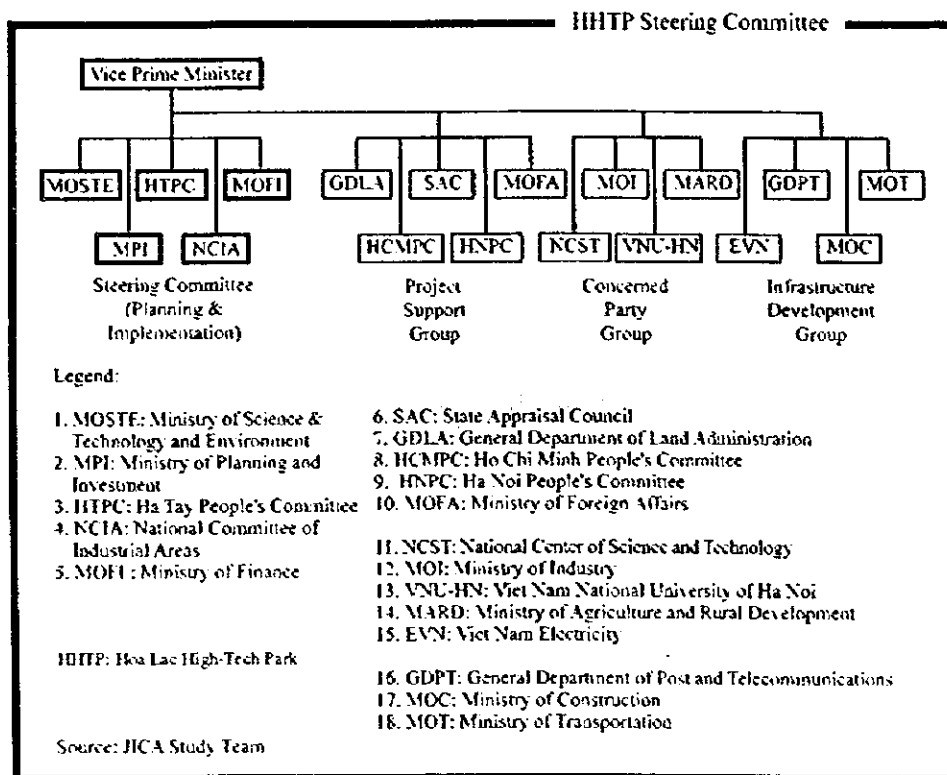 HHTP Steering Committee
Vice Prime Minister
MOSTE HTPC MOFI GDLA SAC MOFA MOI MARD GDPT MOT
MPI NCIA HCMPC HNPC NCST VNU-HN EVN MOC
Steering Committee
(Planning &
Implementation)
Project
Support
Group
Concerned
Party
Group
Infrastructure
Development
Group
Legend:
1. MOSTE: Ministry of Science &
Technology and Environment
2. MPI: Ministry of Planning and
Investment
3. HTPC: Ha Tay People's Committee
4. NCIA: National Committee of
Industrial Areas
5. MOFI : Ministry of Finance
HHTP: Hoa Lac High-Tech Park
Source: JICA Study Team
6. SAC: State Appraisal Council
7. GDLA: General Department of Land Administration
8. HCMPC: Ho Chi Minh People's Committee
9. HNPC: Ha Noi People's Committee
10. MOFA: Ministry of Foreign Affairs
11. NCST: National Center of Science and Technology
12. MOI: Ministry of Industry
13. VNU-HN: Viet Nam National University of Ha Noi
14. MARD: Ministry of Agriculture and Rural Development
15. EVN: Viet Nam Electricity
16. GDPT: General Department of Post and Telecommunications
17. MOC: Ministry of Construction
18. MOT: Ministry of Transportation